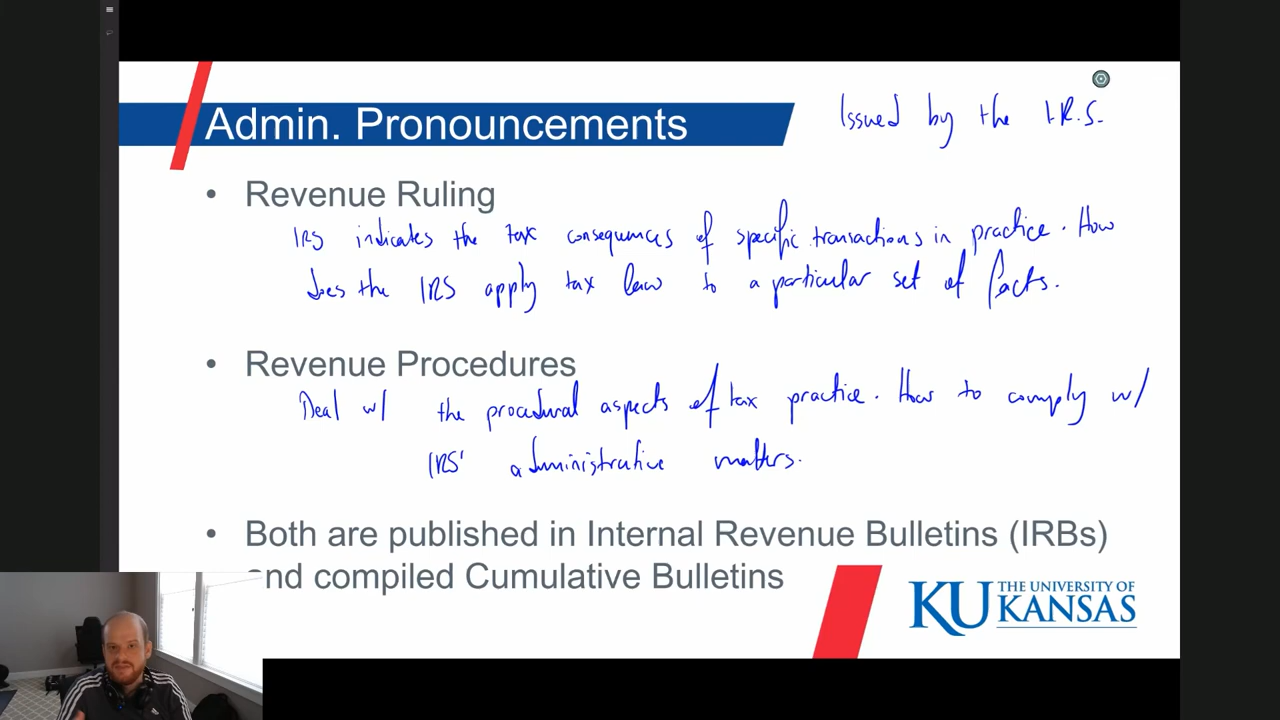 Admin. Pronouncements
Issued by the I.R.S.
• Revenue Ruling
IRS indicates the tax consequences of specific transactions in practice. How
does the IRS apply tax law to a particular set of facts.
• Revenue Procedures
Deal w/ the procedural aspects of tax practice. How to comply w/
IRS' administrative matters.
• Both are published in Internal Revenue Bulletins (IRBs)
and compiled Cumulative Bulletins
KU THE UNIVERSITY OF
KANSAS